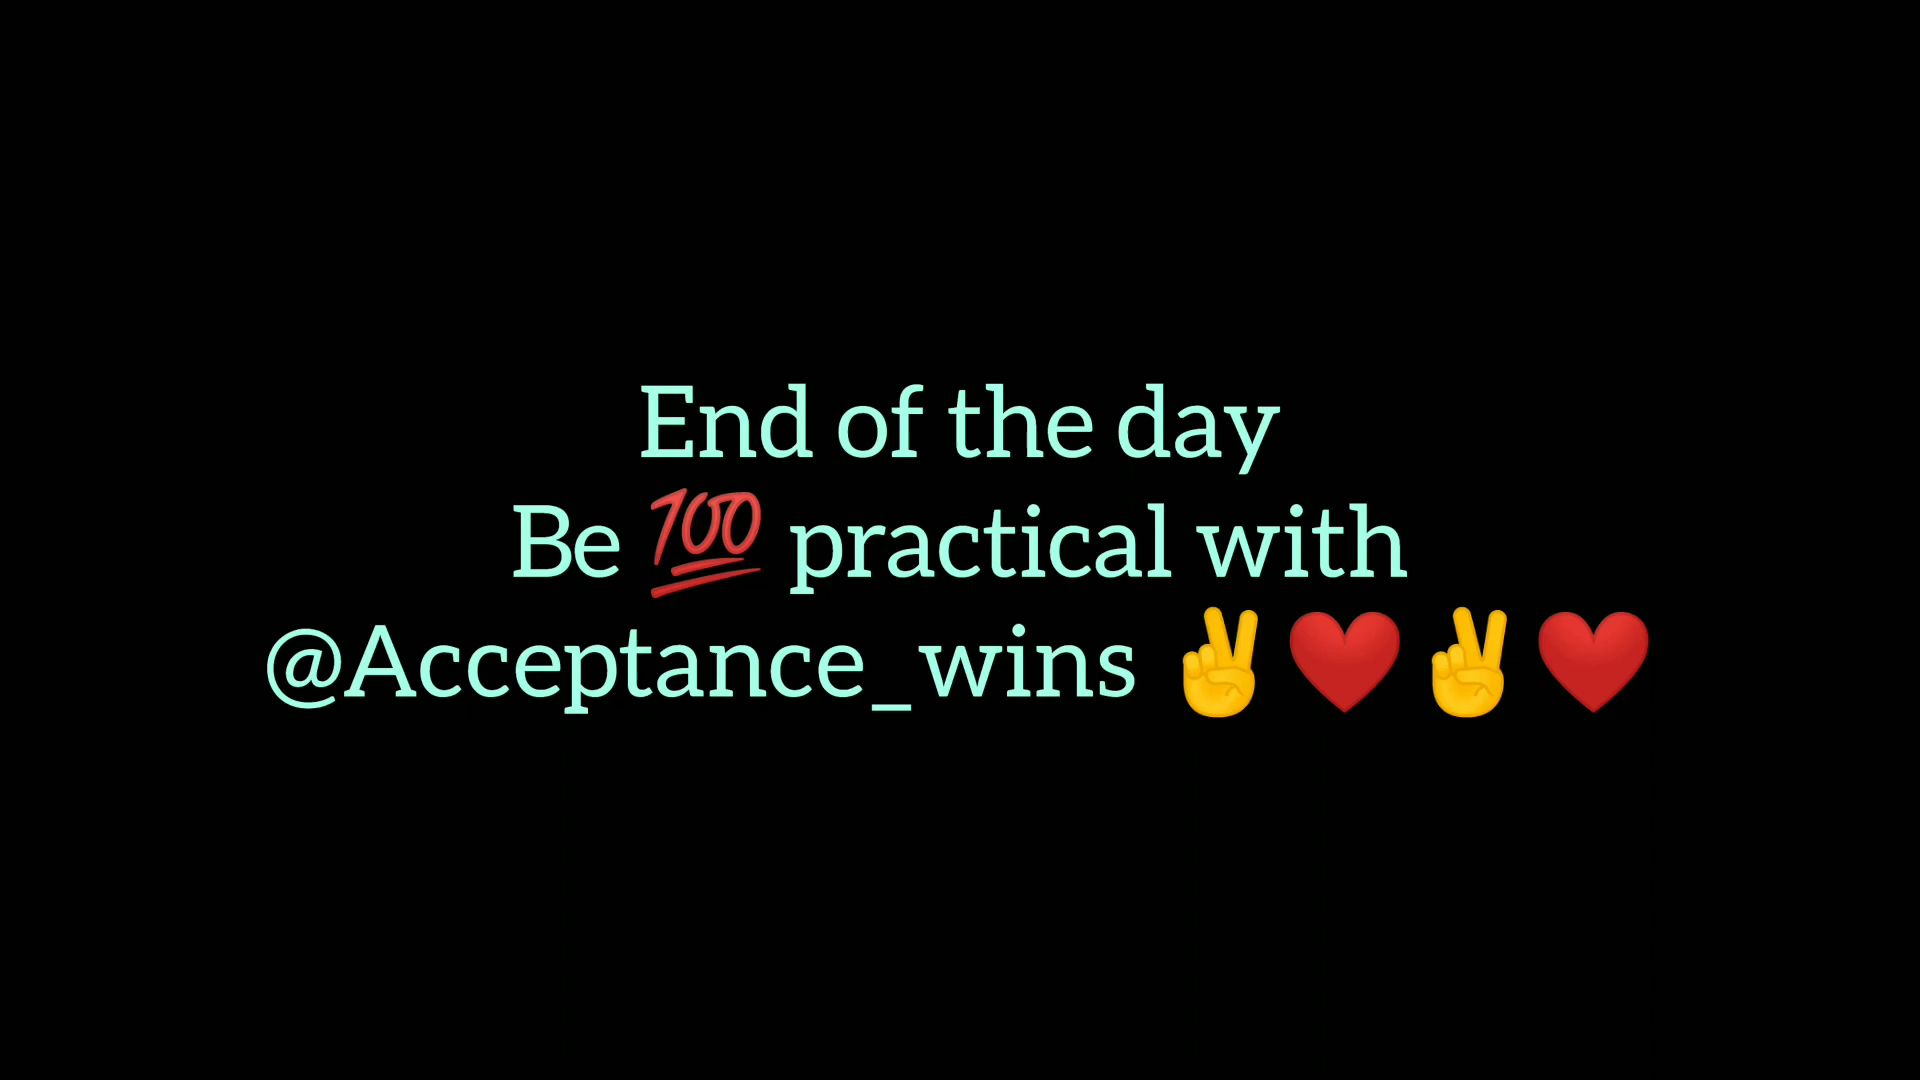 End of the day
Be 💯 practical with
@Acceptance_wins ✌️❤️✌️❤️